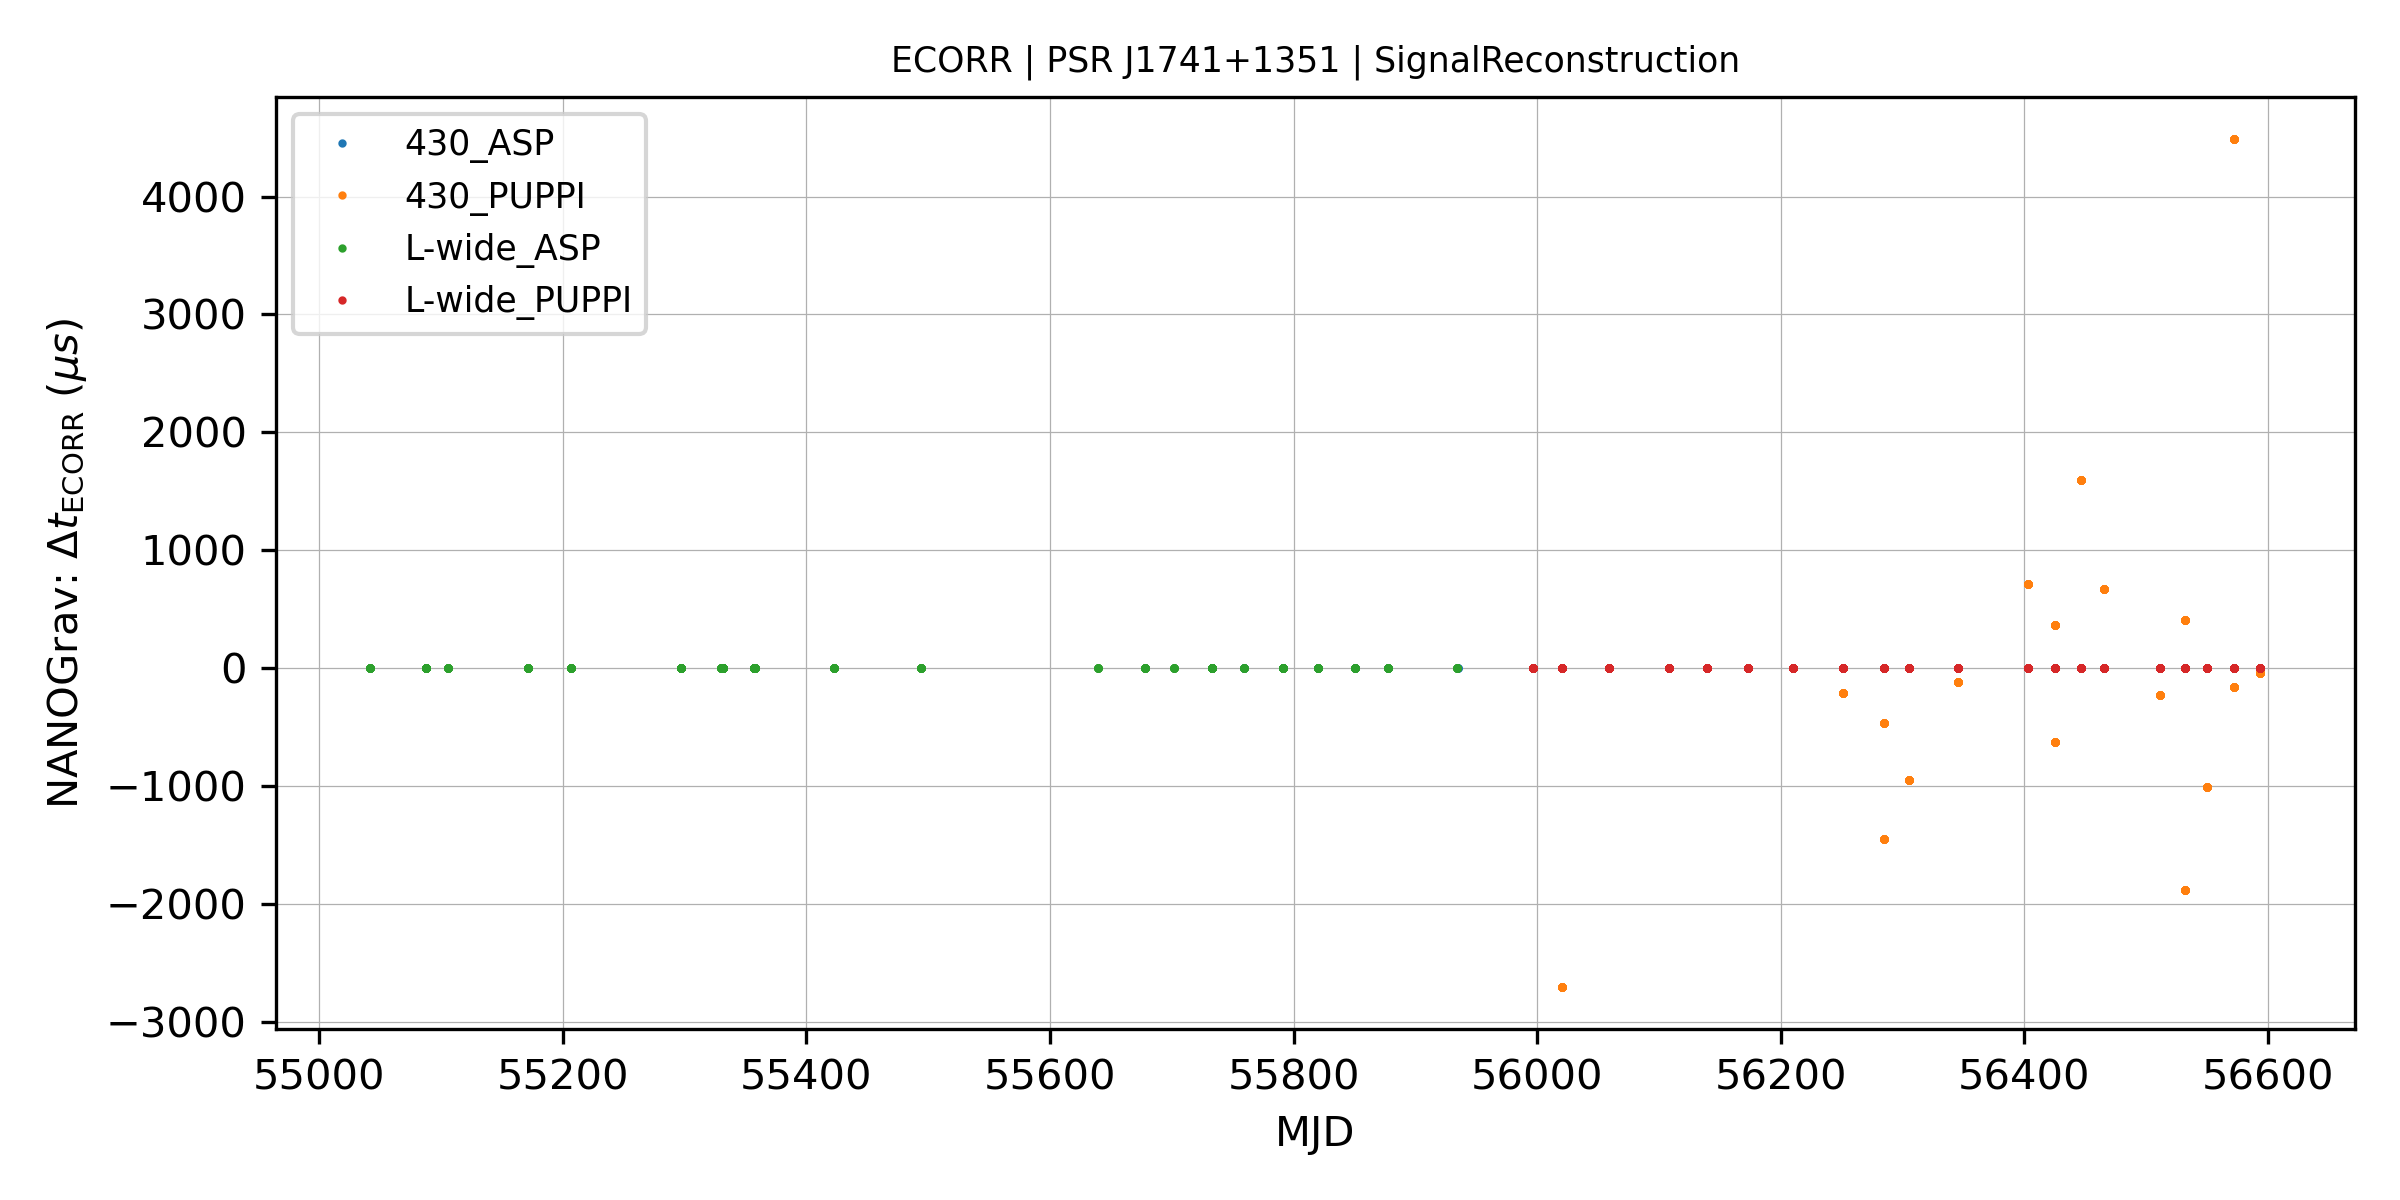 ECORR | PSR J1741+1351 | SignalReconstruction
430_ASP
430_PUPPI
L-wide_ASP
L-wide_PUPPI
NANOGrav: Δt_ECORR (μs)
4000
3000
2000
1000
0
−1000
−2000
−3000
55000 55200 55400 55600 55800 56000 56200 56400 56600
MJD